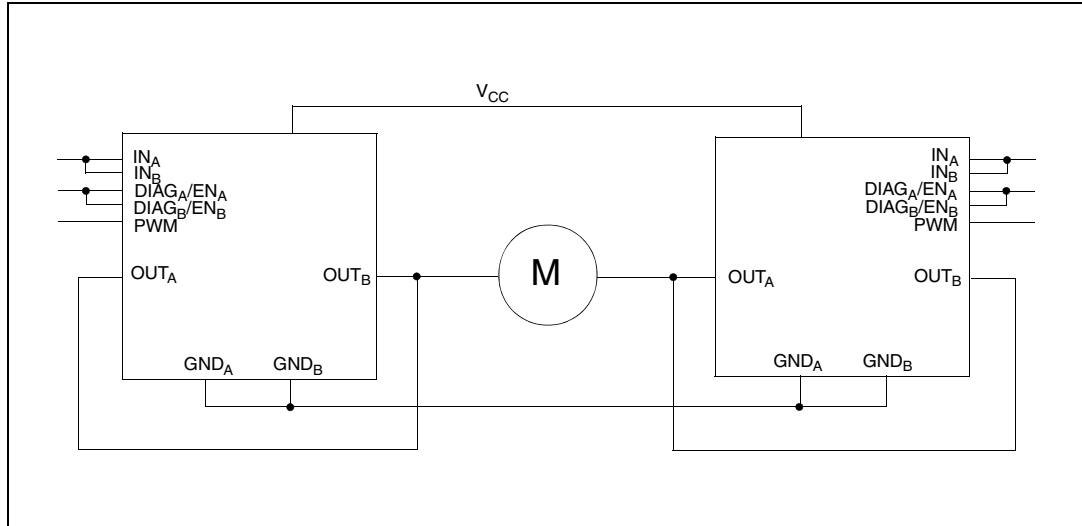 V_CC
IN_A
IN_B
DIAG_A/EN_A
DIAG_B/EN_B
PWM
OUT_A
OUT_B
GND_A GND_B
M
IN_A
IN_B
DIAG_A/EN_A
DIAG_B/EN_B
PWM
OUT_A
OUT_B
GND_A GND_B